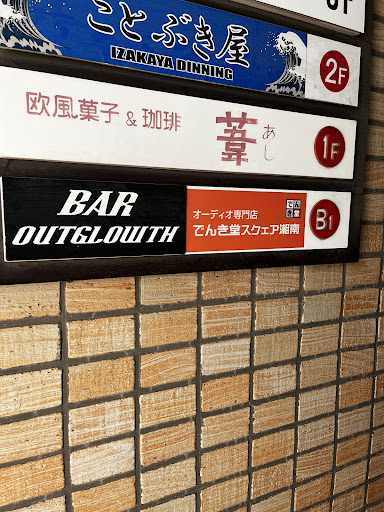 F
ことぶき屋
IZAKAYA DINNING
2F
欧風菓子 & 珈琲
葦
あし
1F
BAR
OUTGLOWTH
オーディオ専門店
でんき堂スクェア湘南
でんき堂
B1